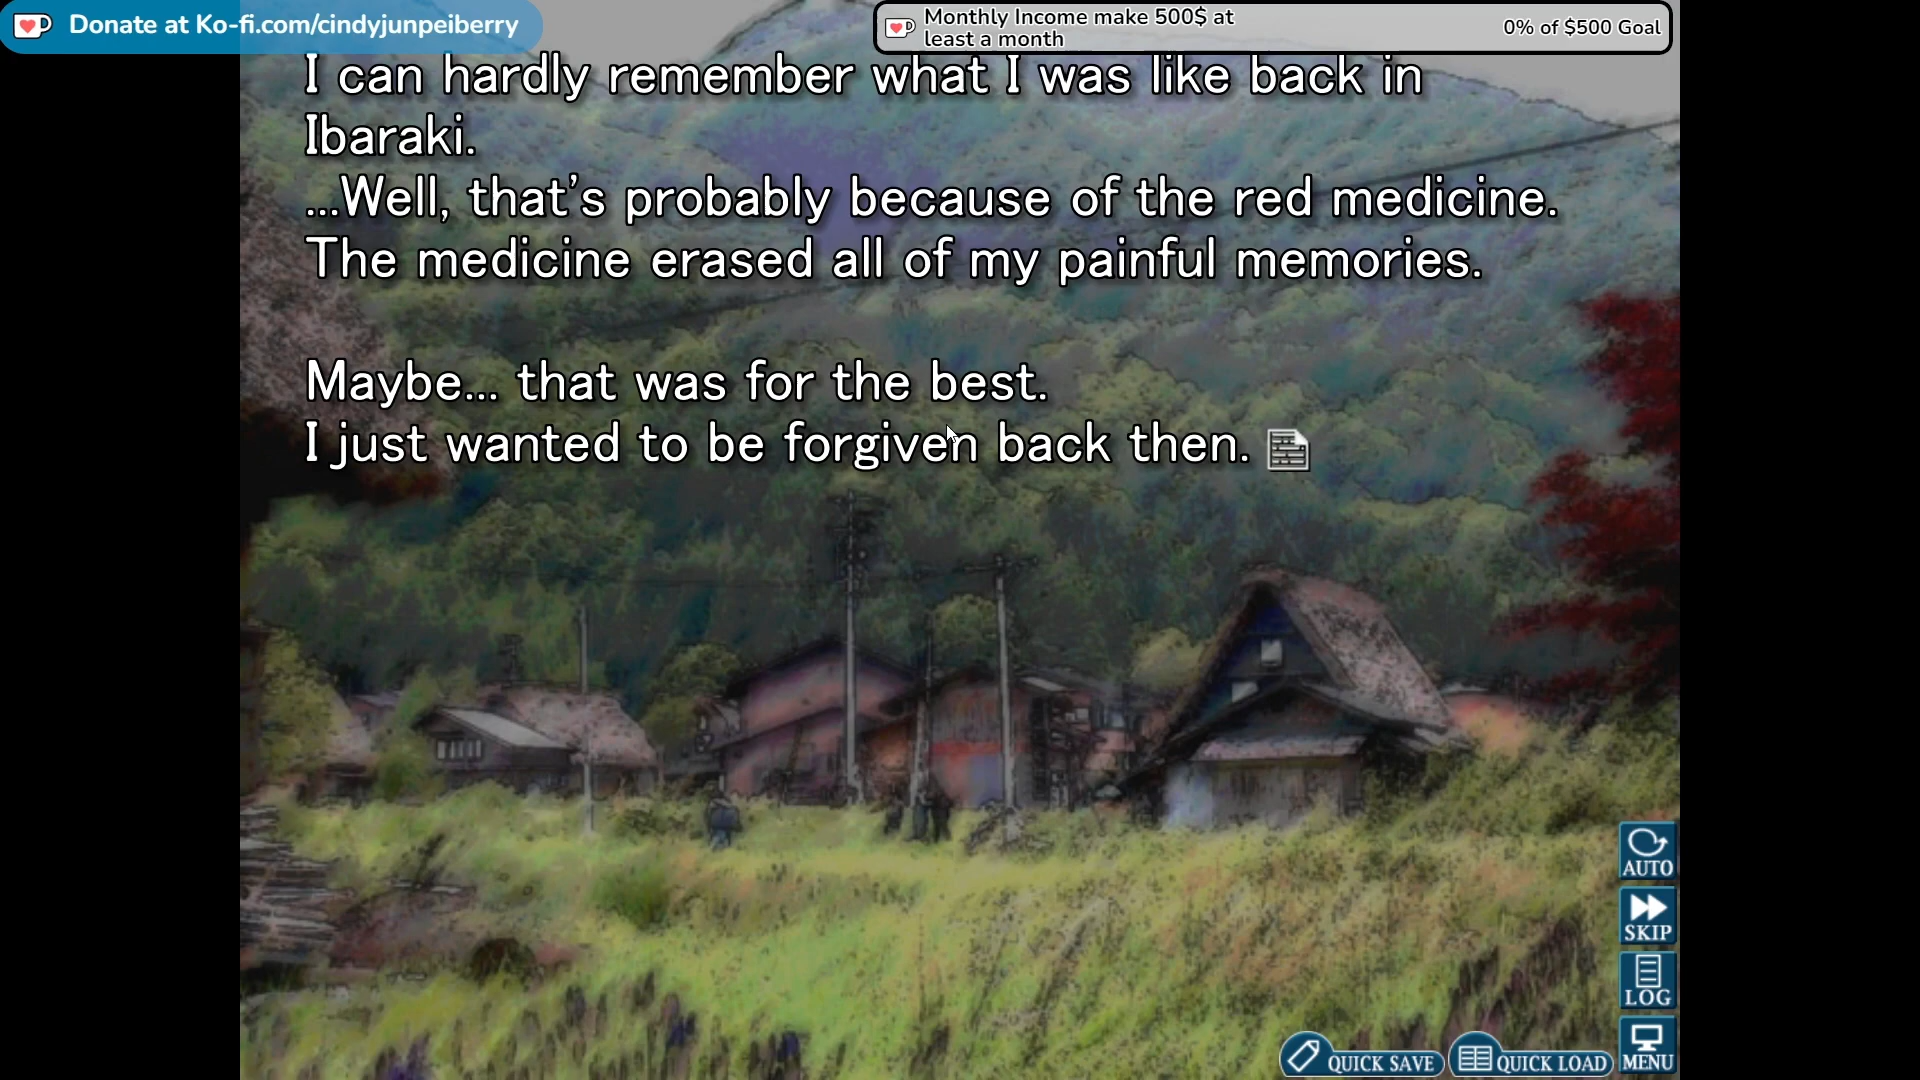 Donate at Ko-fi.com/cindyjunpeiberry
Monthly Income make 500$ at
least a month
0% of $500 Goal
I can hardly remember what I was like back in
Ibaraki.
...Well, that's probably because of the red medicine.
The medicine erased all of my painful memories.
Maybe... that was for the best.
I just wanted to be forgiven back then.
AUTO
SKIP
LOG
MENU
QUICK SAVE
QUICK LOAD